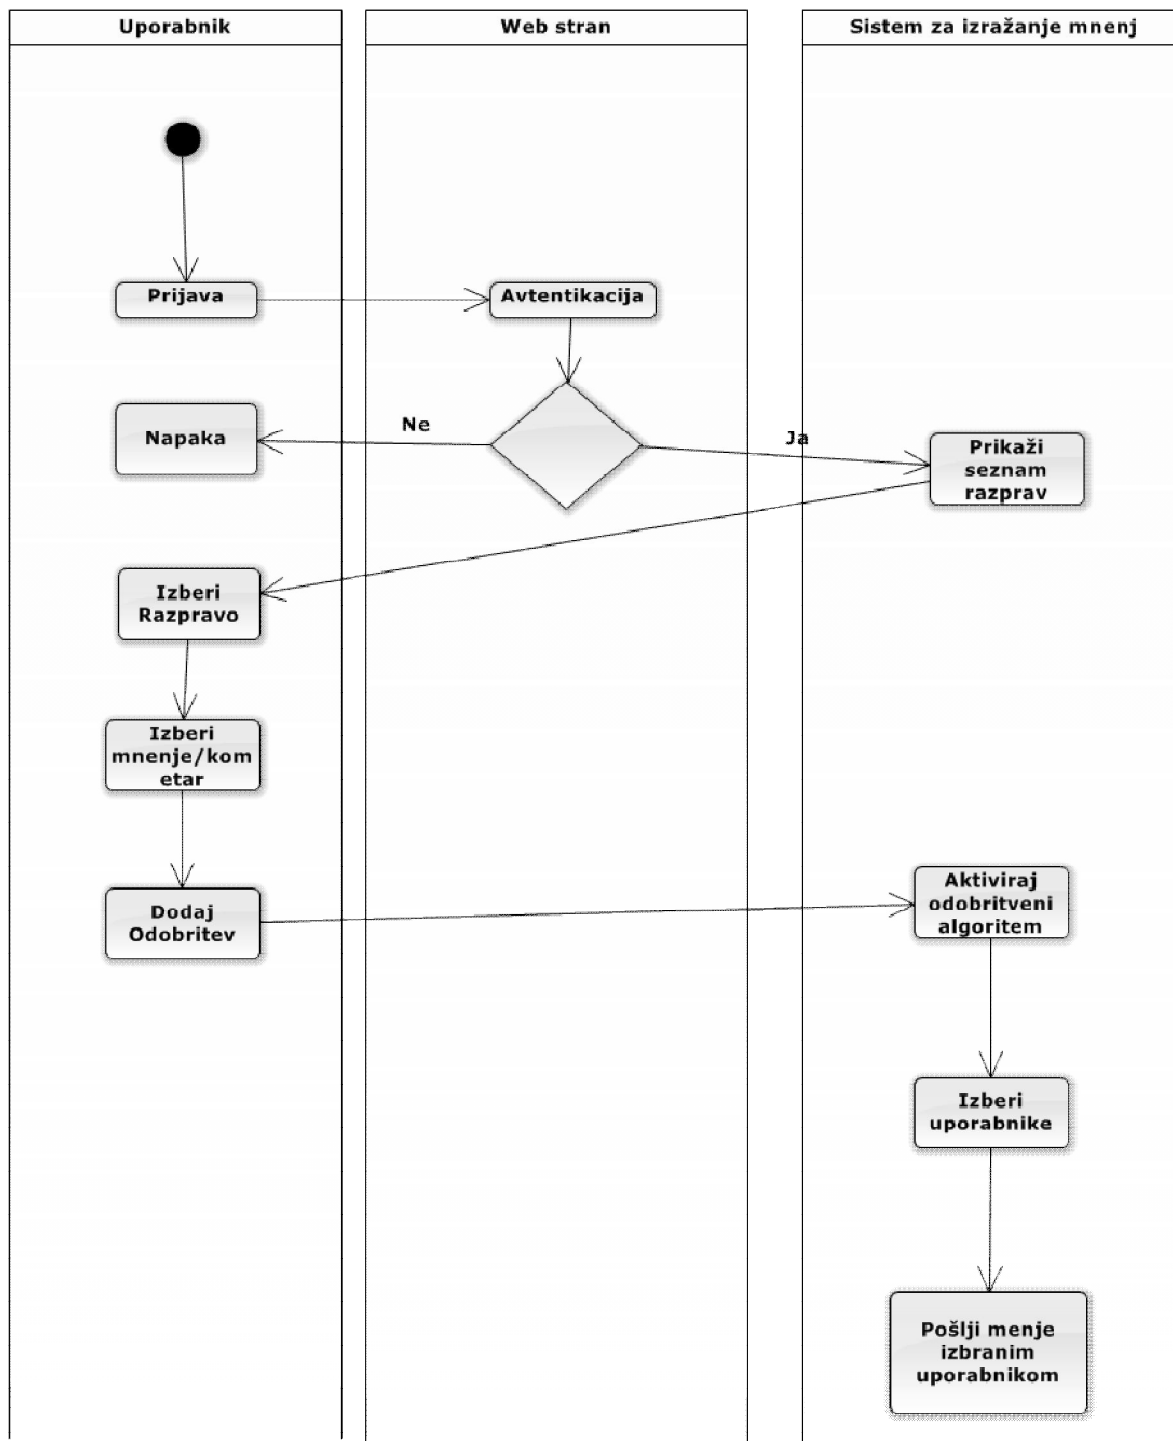 Uporabnik
Web stran
Sistem za izražanje mnenj
Prijava
Avtentikacija
Napaka
Ne
Ja
Prikaži
seznam
razprav
Izberi
Razpravo
Izberi
mnenje/kom
etar
Dodaj
Odobritev
Aktiviraj
odobritveni
algoritem
Izberi
uporabnike
Pošlji menje
izbranim
uporabnikom